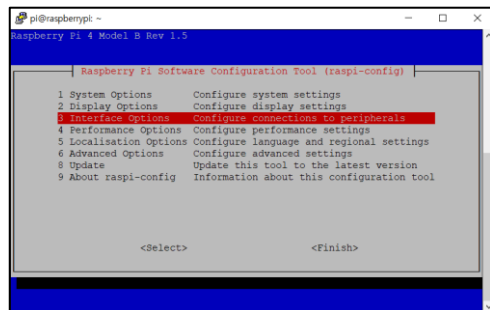 pi@raspberrypi: ~
Raspberry Pi 4 Model B Rev 1.5
Raspberry Pi Software Configuration Tool (raspi-config)
1 System Options Configure system settings
2 Display Options Configure display settings
3 Interface Options Configure connections to peripherals
4 Performance Options Configure performance settings
5 Localisation Options Configure language and regional settings
6 Advanced Options Configure advanced settings
8 Update Update this tool to the latest version
9 About raspi-config Information about this configuration tool
<Select> <Finish>